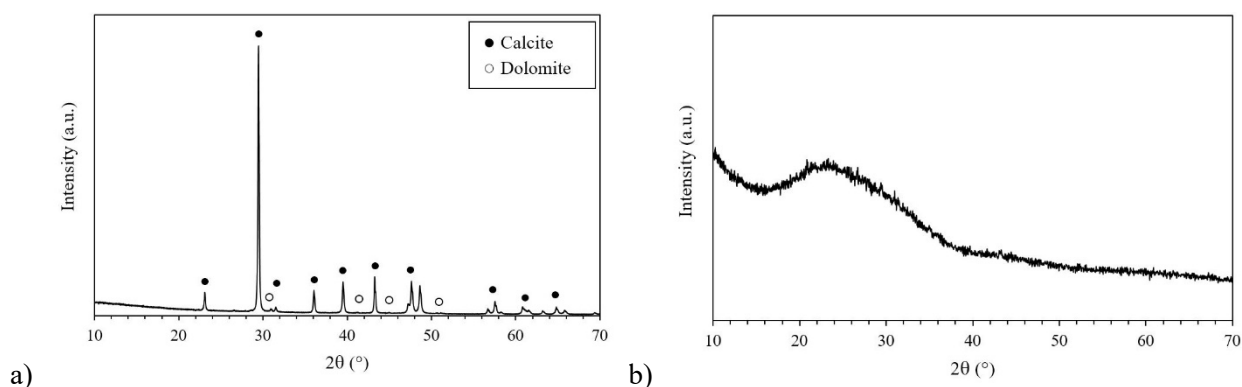 ● Calcite
○ Dolomite
Intensity (a.u.)
10 20 30 40 50 60 70
2θ (°)
a)
Intensity (a.u.)
10 20 30 40 50 60 70
2θ (°)
b)